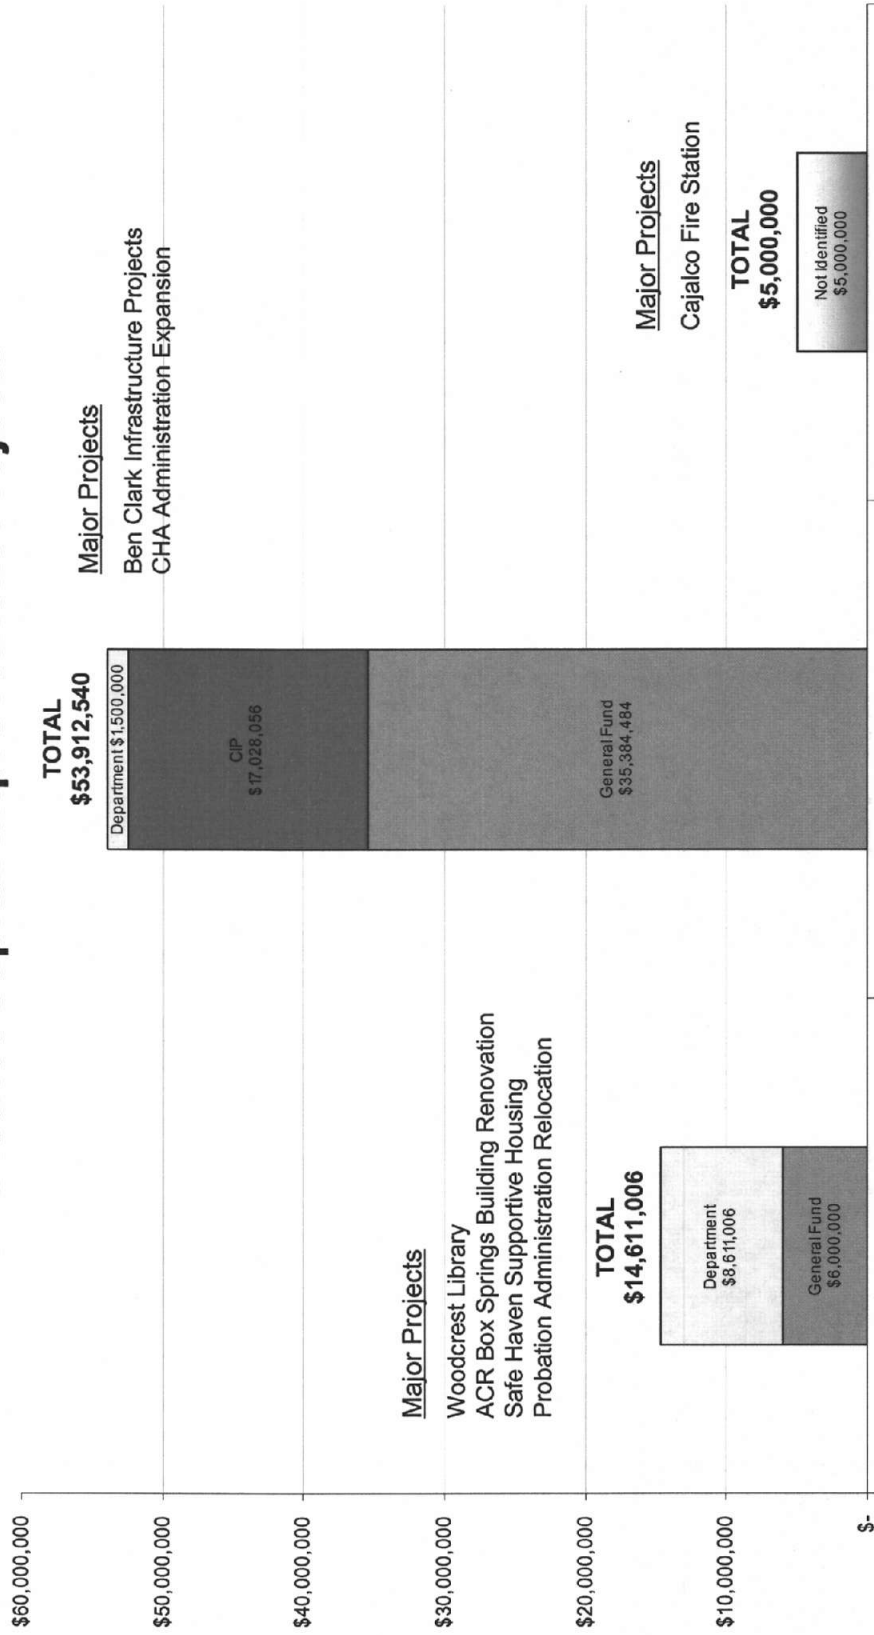 $60,000,000
$50,000,000
$40,000,000
$30,000,000
$20,000,000
$10,000,000
$-
Major Projects
Woodcrest Library
ACR Box Springs Building Renovation
Safe Haven Supportive Housing
Probation Administration Relocation
TOTAL
$14,611,006
Department
$8,611,006
General Fund
$6,000,000
TOTAL
$53,912,540
Department $1,500,000
CIP
$17,028,056
General Fund
$35,384,484
Major Projects
Ben Clark Infrastructure Projects
CHA Administration Expansion
Major Projects
Cajalco Fire Station
TOTAL
$5,000,000
Not Identified
$5,000,000